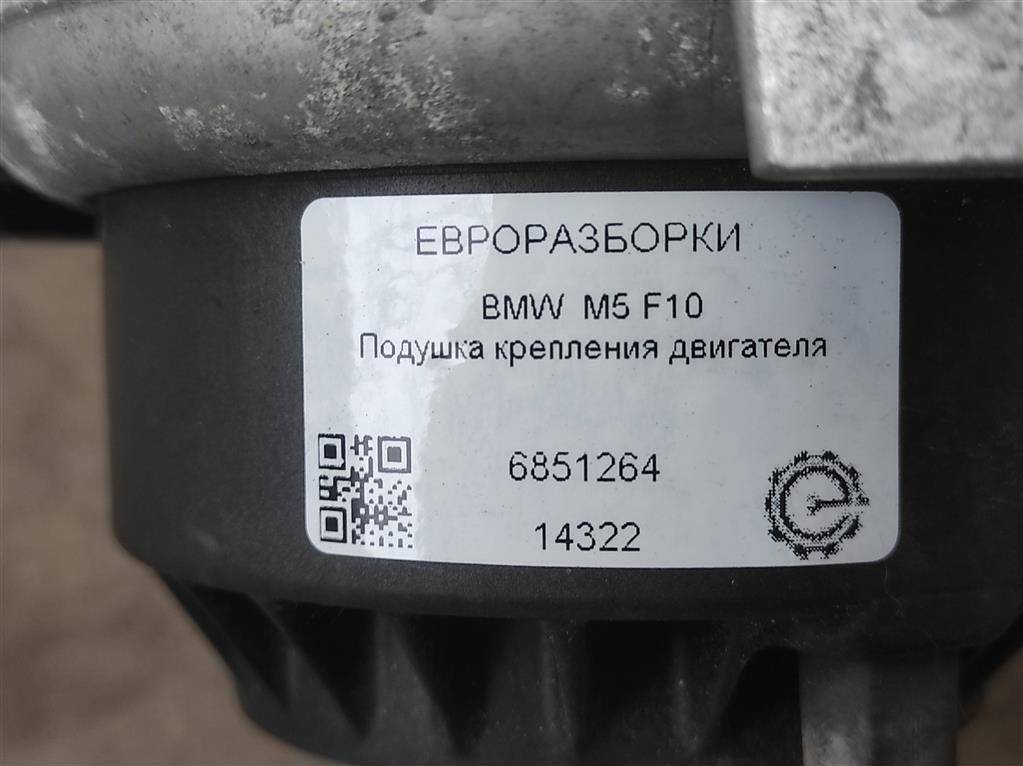 ЕВРОРАЗБОРКИ
BMW M5 F10
Подушка крепления двигателя
6851264
14322